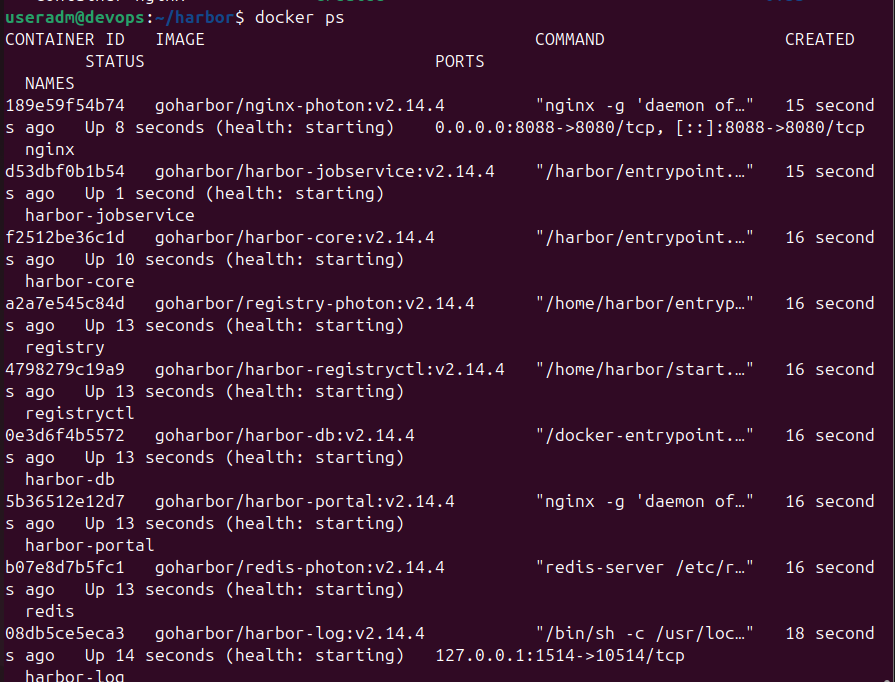 useradm@devops:~/harbor$ docker ps
CONTAINER ID   IMAGE                                 COMMAND                  CREATED
        STATUS                             PORTS
  NAMES
189e59f54b74   goharbor/nginx-photon:v2.14.4         "nginx -g 'daemon of…"   15 second
s ago   Up 8 seconds (health: starting)    0.0.0.0:8088->8080/tcp, [::]:8088->8080/tcp
  nginx
d53dbf0b1b54   goharbor/harbor-jobservice:v2.14.4    "/harbor/entrypoint.…"   15 second
s ago   Up 1 second (health: starting)
  harbor-jobservice
f2512be36c1d   goharbor/harbor-core:v2.14.4          "/harbor/entrypoint.…"   16 second
s ago   Up 10 seconds (health: starting)
  harbor-core
a2a7e545c84d   goharbor/registry-photon:v2.14.4      "/home/harbor/entryp…"   16 second
s ago   Up 13 seconds (health: starting)
  registry
4798279c19a9   goharbor/harbor-registryctl:v2.14.4   "/home/harbor/start.…"   16 second
s ago   Up 13 seconds (health: starting)
  registryctl
0e3d6f4b5572   goharbor/harbor-db:v2.14.4            "/docker-entrypoint.…"   16 second
s ago   Up 13 seconds (health: starting)
  harbor-db
5b36512e12d7   goharbor/harbor-portal:v2.14.4        "nginx -g 'daemon of…"   16 second
s ago   Up 13 seconds (health: starting)
  harbor-portal
b07e8d7b5fc1   goharbor/redis-photon:v2.14.4         "redis-server /etc/r…"   16 second
s ago   Up 13 seconds (health: starting)
  redis
08db5ce5eca3   goharbor/harbor-log:v2.14.4           "/bin/sh -c /usr/loc…"   18 second
s ago   Up 14 seconds (health: starting)   127.0.0.1:1514->10514/tcp
  harbor-log